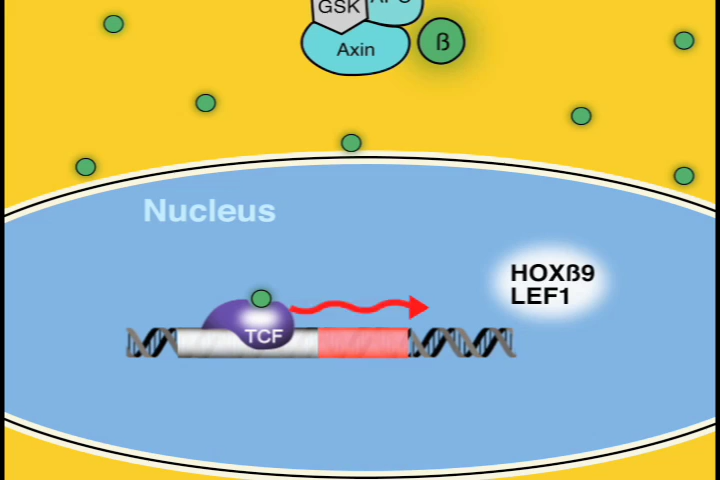 GSK
Axin
ß
Nucleus
HOXß9
LEF1
TCF